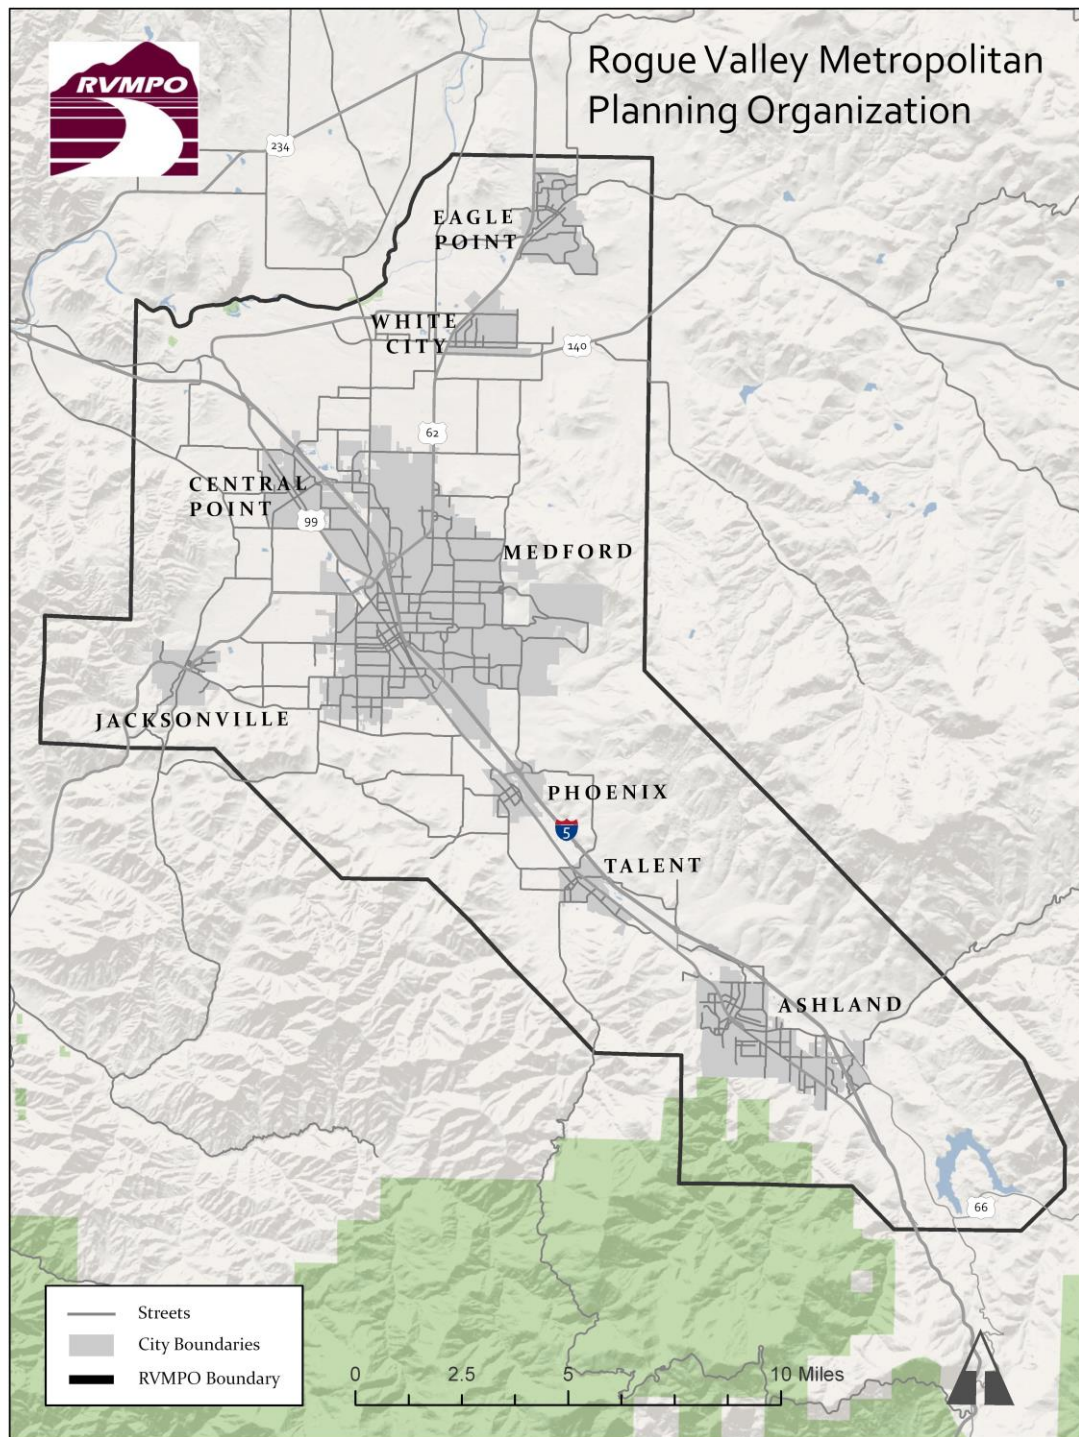 RVMPO
Rogue Valley Metropolitan
Planning Organization
234
EAGLE
POINT
WHITE
CITY
140
62
CENTRAL
POINT
99
MEDFORD
JACKSONVILLE
PHOENIX
5
TALENT
ASHLAND
66
Streets
City Boundaries
RVMPO Boundary
0 2.5 5 10 Miles